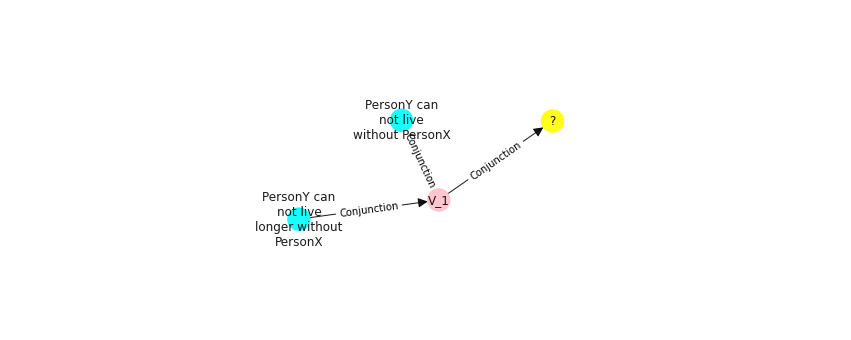 PersonY can
not live
without PersonX
?
Conjunction
Conjunction
PersonY can
not live
longer without
PersonX
Conjunction
V_1